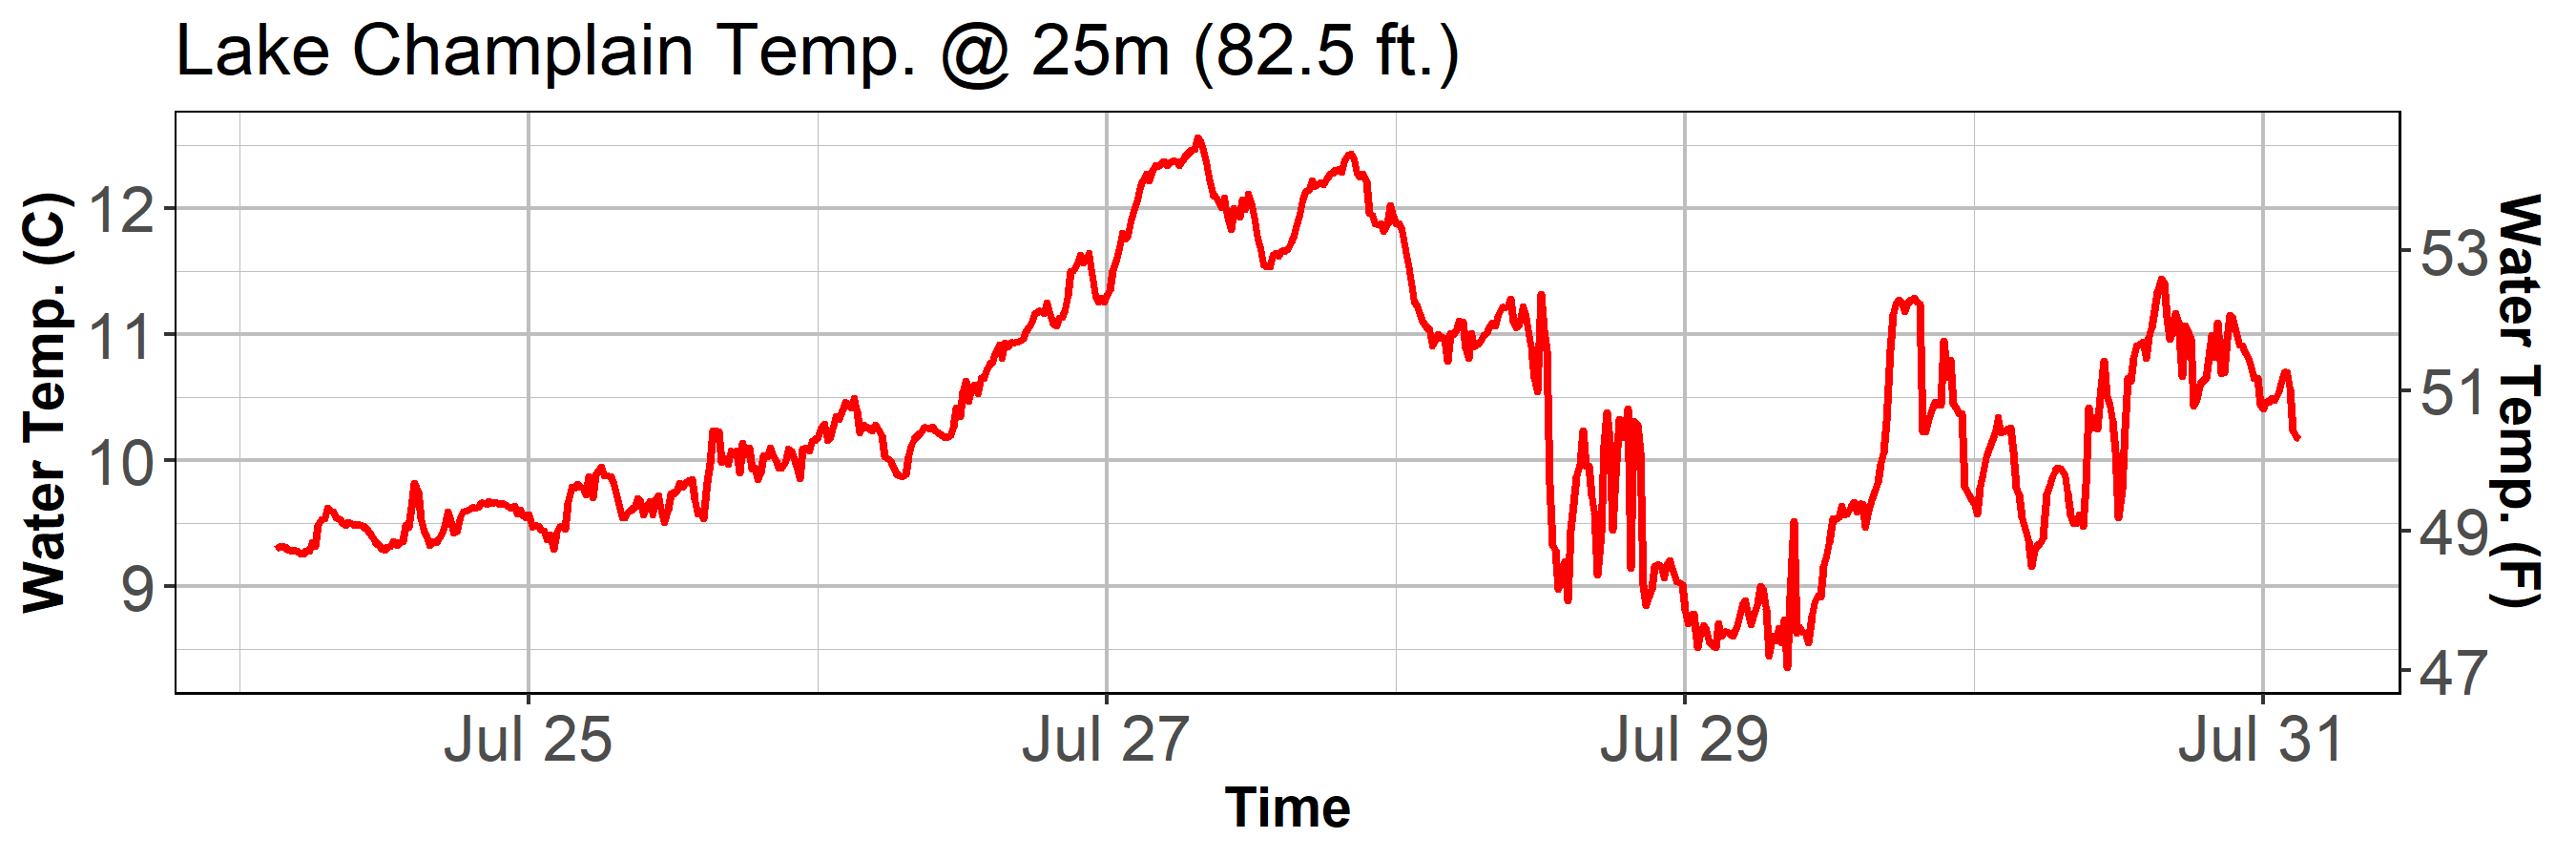 Lake Champlain Temp. @ 25m (82.5 ft.)
Water Temp. (C)
12
11
10
9
53
51
49
47
Water Temp. (F)
Jul 25 Jul 27 Jul 29 Jul 31
Time